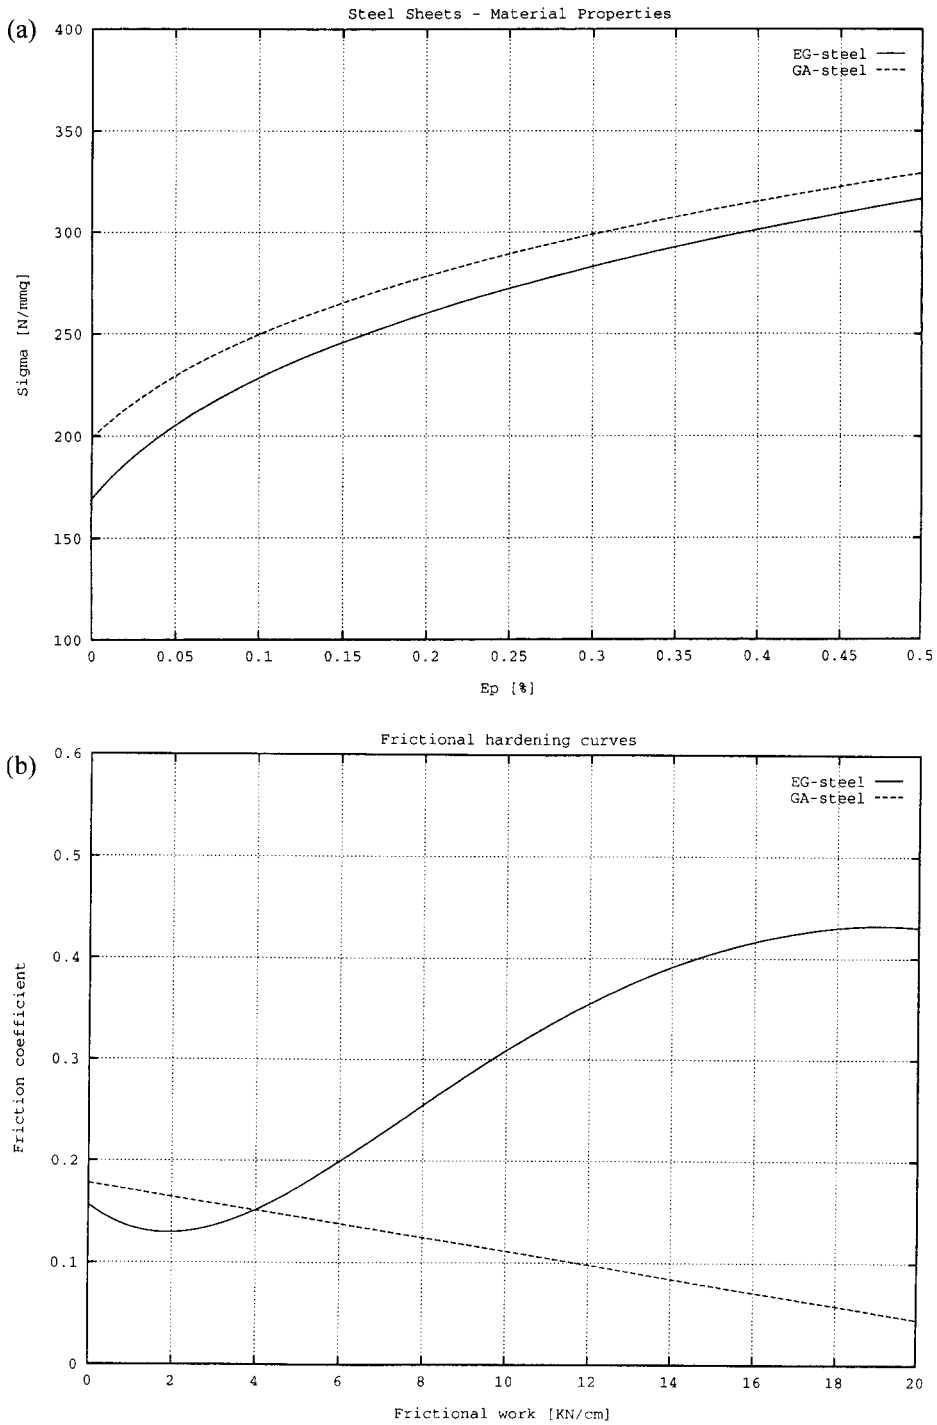 (a)
Steel Sheets - Material Properties
400
350
300
250
200
150
100
EG-steel
GA-steel
Sigma [N/mmq]
0 0.05 0.1 0.15 0.2 0.25 0.3 0.35 0.4 0.45 0.5
Ep [%]
(b)
Frictional hardening curves
0.6
0.5
0.4
0.3
0.2
0.1
0
EG-steel
GA-steel
Friction coefficient
0 2 4 6 8 10 12 14 16 18 20
Frictional work [KN/cm]